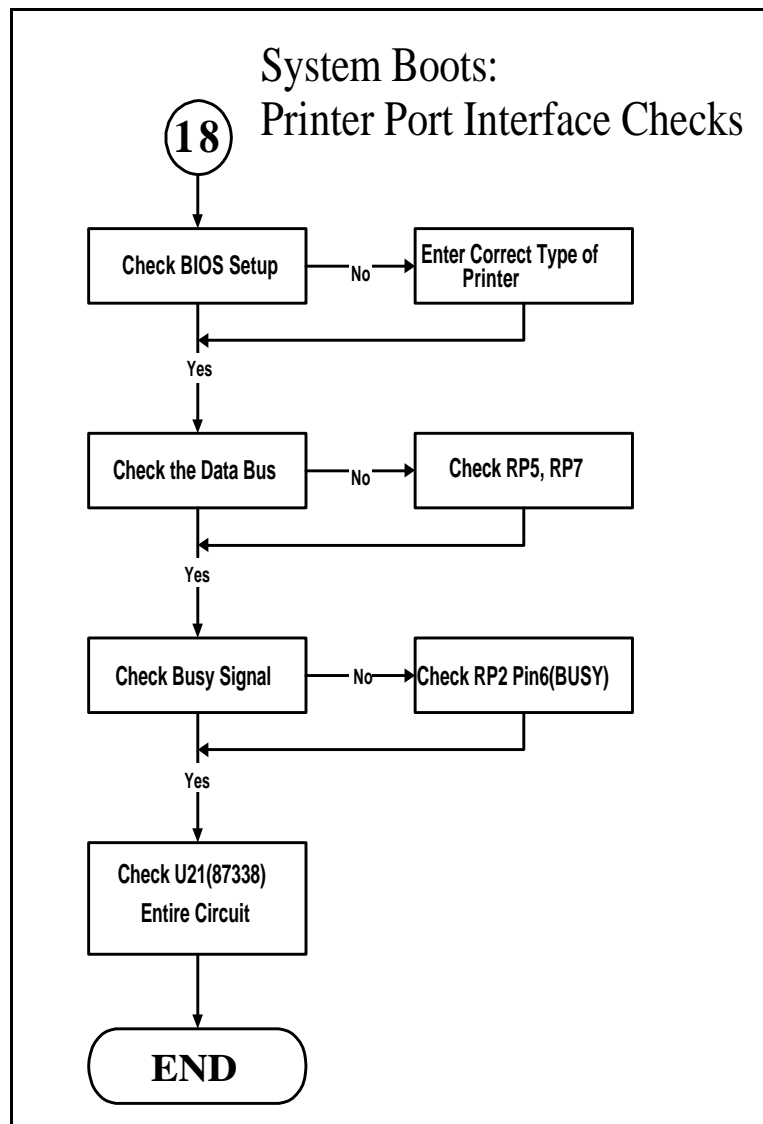 System Boots:
Printer Port Interface Checks
18
Check BIOS Setup
No
Enter Correct Type of
Printer
Yes
Check the Data Bus
No
Check RP5, RP7
Yes
Check Busy Signal
No
Check RP2 Pin6(BUSY)
Yes
Check U21(87338)
Entire Circuit
END